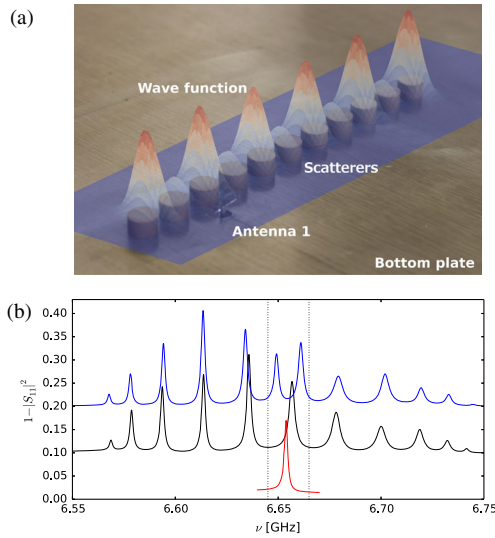 (a)
Wave function
Scatterers
Antenna 1
Bottom plate
(b)
1−|S₁₁|²
0.40
0.35
0.30
0.25
0.20
0.15
0.10
0.05
0.00
6.55 6.60 6.65 6.70 6.75
ν [GHz]